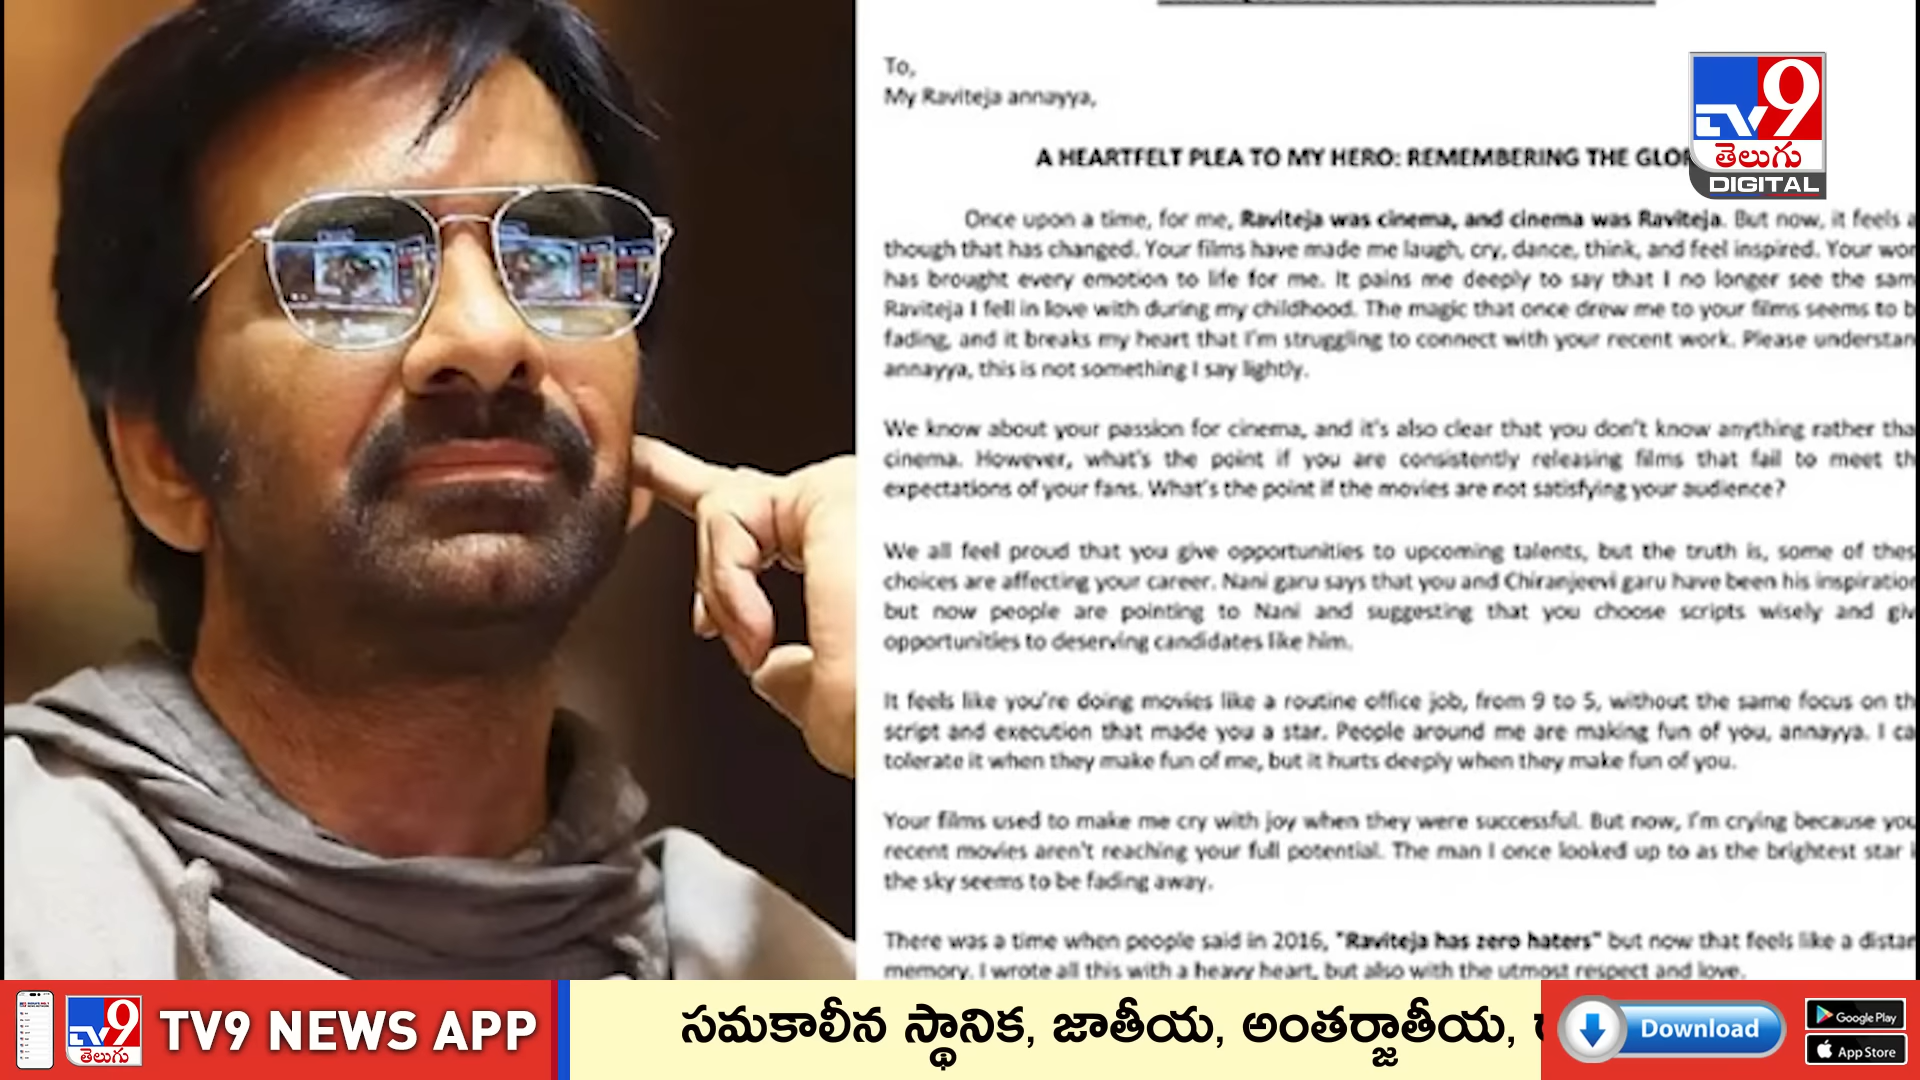 To,
My Raviteja annayya,
A HEARTFELT PLEA TO MY HERO: REMEMBERING THE
Once upon a time, for me, Raviteja was cinema, and cinema was Raviteja. But now, it feels
though that has changed. Your films have made me laugh, cry, dance, think, and feel inspired. Your
has brought every emotion to life for me. It pains me deeply to say that I no longer see the
Raviteja I fell in love with during my childhood. The magic that once drew me to your films seems to
fading, and it breaks my heart that I'm struggling to connect with your recent work. Please
annayya, this is not something I say lightly.
We know about your passion for cinema, and it's also clear that you don't know anything rather
cinema. However, what's the point if you are consistently releasing films that fail to meet
expectations of your fans. What's the point if the movies are not satisfying your audience?
We all feel proud that you give opportunities to upcoming talents, but the truth is, some of
choices are affecting your career. Nani garu says that you and Chiranjeevi garu have been his
but now people are pointing to Nani and suggesting that you choose scripts wisely and
opportunities to deserving candidates like him.
It feels like you're doing movies like a routine office job, from 9 to 5, without the same focus on
script and execution that made you a star. People around me are making fun of you, annayya. I
tolerate it when they make fun of me, but it hurts deeply when they make fun of you.
Your films used to make me cry with joy when they were successful. But now, I'm crying because
recent movies aren't reaching your full potential. The man I once looked up to as the brightest star
the sky seems to be fading away.
There was a time when people said in 2016, "Raviteja has zero haters" but now that feels like a
memory. I wrote all this with a heavy heart, but also with the utmost respect and love.
TV9
తెలుగు
DIGITAL
TV9
తెలుగు
TV9 NEWS APP
సమకాలీన స్థానిక, జాతీయ, అంతర్జాతీయ,
Download
Google Play
App Store